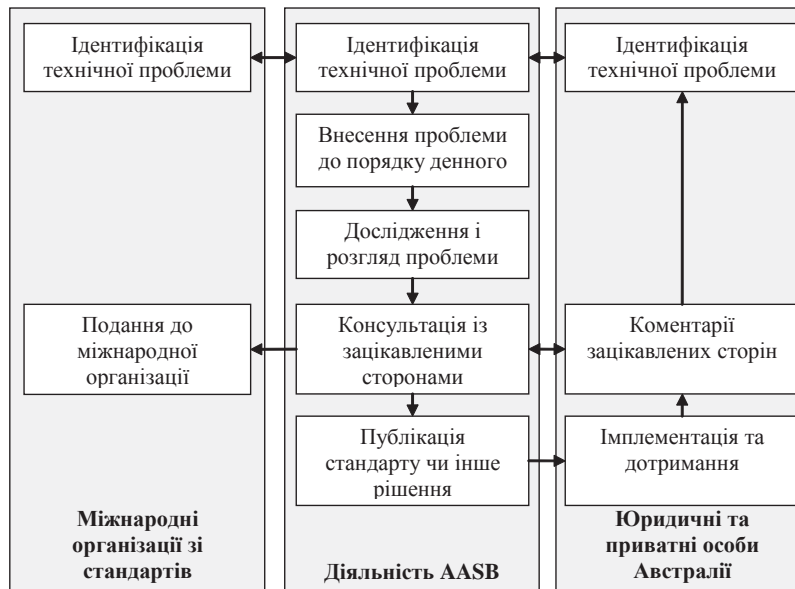 Ідентифікація
технічної проблеми
Ідентифікація
технічної проблеми
Ідентифікація
технічної проблеми
Внесення проблеми
до порядку денного
Дослідження і
розгляд проблеми
Подання до
міжнародної
організації
Консультація із
зацікавленими
сторонами
Коментарії
зацікавлених сторін
Публікація
стандарту чи інше
рішення
Імплементація та
дотримання
Міжнародні
організації зі
стандартів
Діяльність AASB
Юридичні та
приватні особи
Австралії